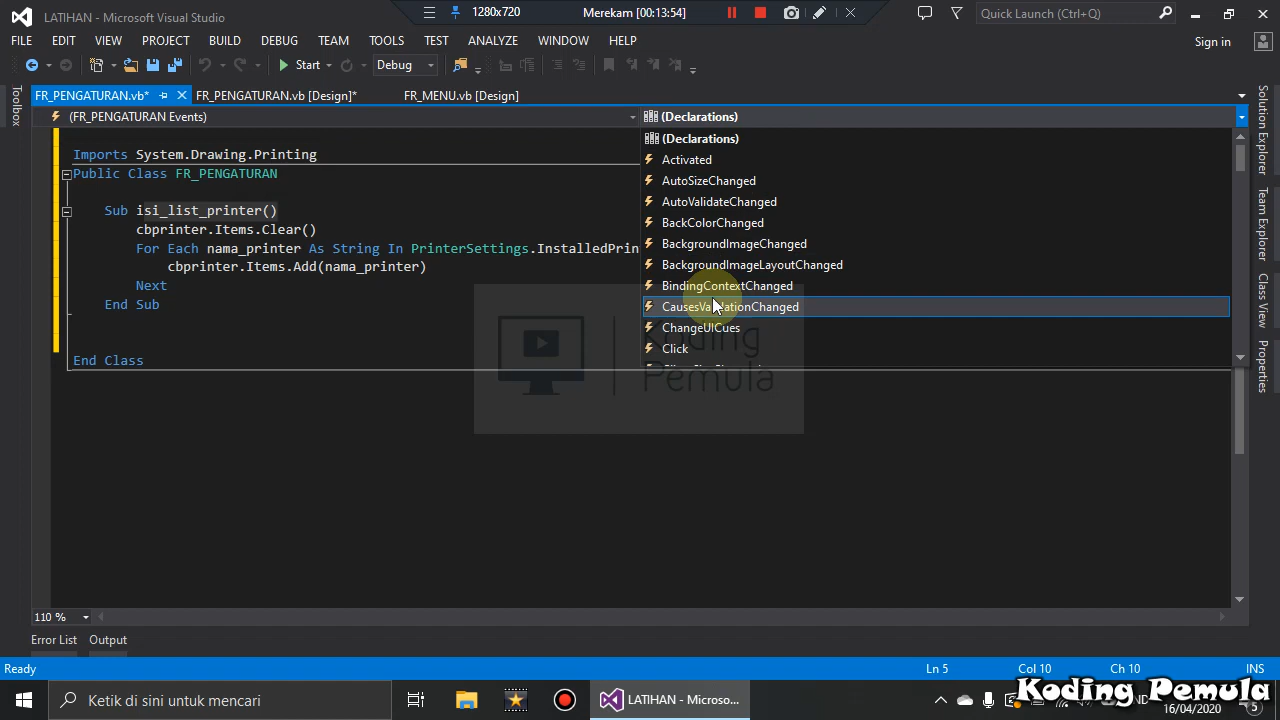 LATIHAN - Microsoft Visual Studio
1280x720
Merekam [00:13:54]
Quick Launch (Ctrl+Q)
FILE EDIT VIEW PROJECT BUILD DEBUG TEAM TOOLS TEST ANALYZE WINDOW HELP
Sign in
Start
Debug
FR_PENGATURAN.vb*
FR_PENGATURAN.vb [Design]*
FR_MENU.vb [Design]
Toolbox
(FR_PENGATURAN Events)
(Declarations)
Imports System.Drawing.Printing
Public Class FR_PENGATURAN
Sub isi_list_printer()
cbprinter.Items.Clear()
For Each nama_printer As String In PrinterSettings.InstalledPrin
cbprinter.Items.Add(nama_printer)
Next
End Sub
End Class
(Declarations)
Activated
AutoSizeChanged
AutoValidateChanged
BackColorChanged
BackgroundImageChanged
BackgroundImageLayoutChanged
BindingContextChanged
CausesValidationChanged
ChangeUICues
Click
Koding
Pemula
Solution Explorer
Team Explorer
Class View
Properties
110 %
Error List
Output
Ready
Ln 5
Col 10
Ch 10
INS
Ketik di sini untuk mencari
LATIHAN - Microso...
16/04/2020
5
Koding Pemula